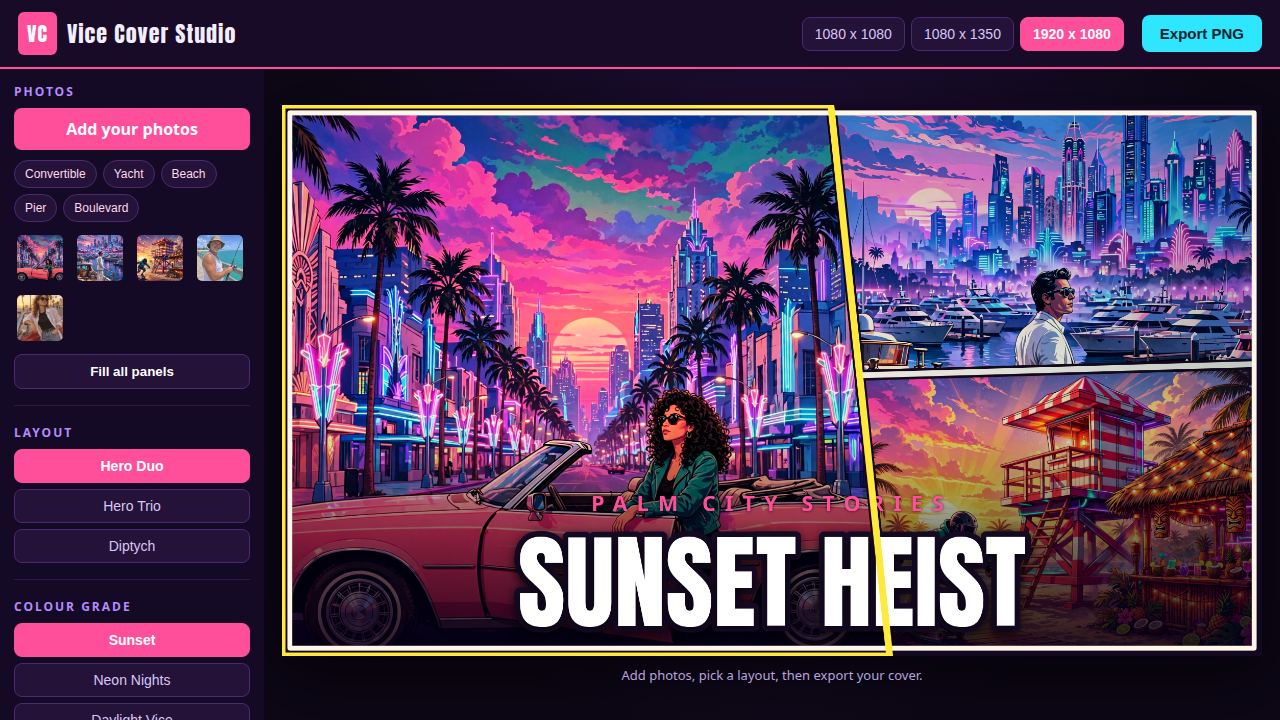 VC Vice Cover Studio
1080 x 1080
1080 x 1350
1920 x 1080
Export PNG
PHOTOS
Add your photos
Convertible
Yacht
Beach
Pier
Boulevard
Fill all panels
LAYOUT
Hero Duo
Hero Trio
Diptych
COLOUR GRADE
Sunset
Neon Nights
Daylight Vice
PALM CITY STORIES
SUNSET HEIST
Add photos, pick a layout, then export your cover.